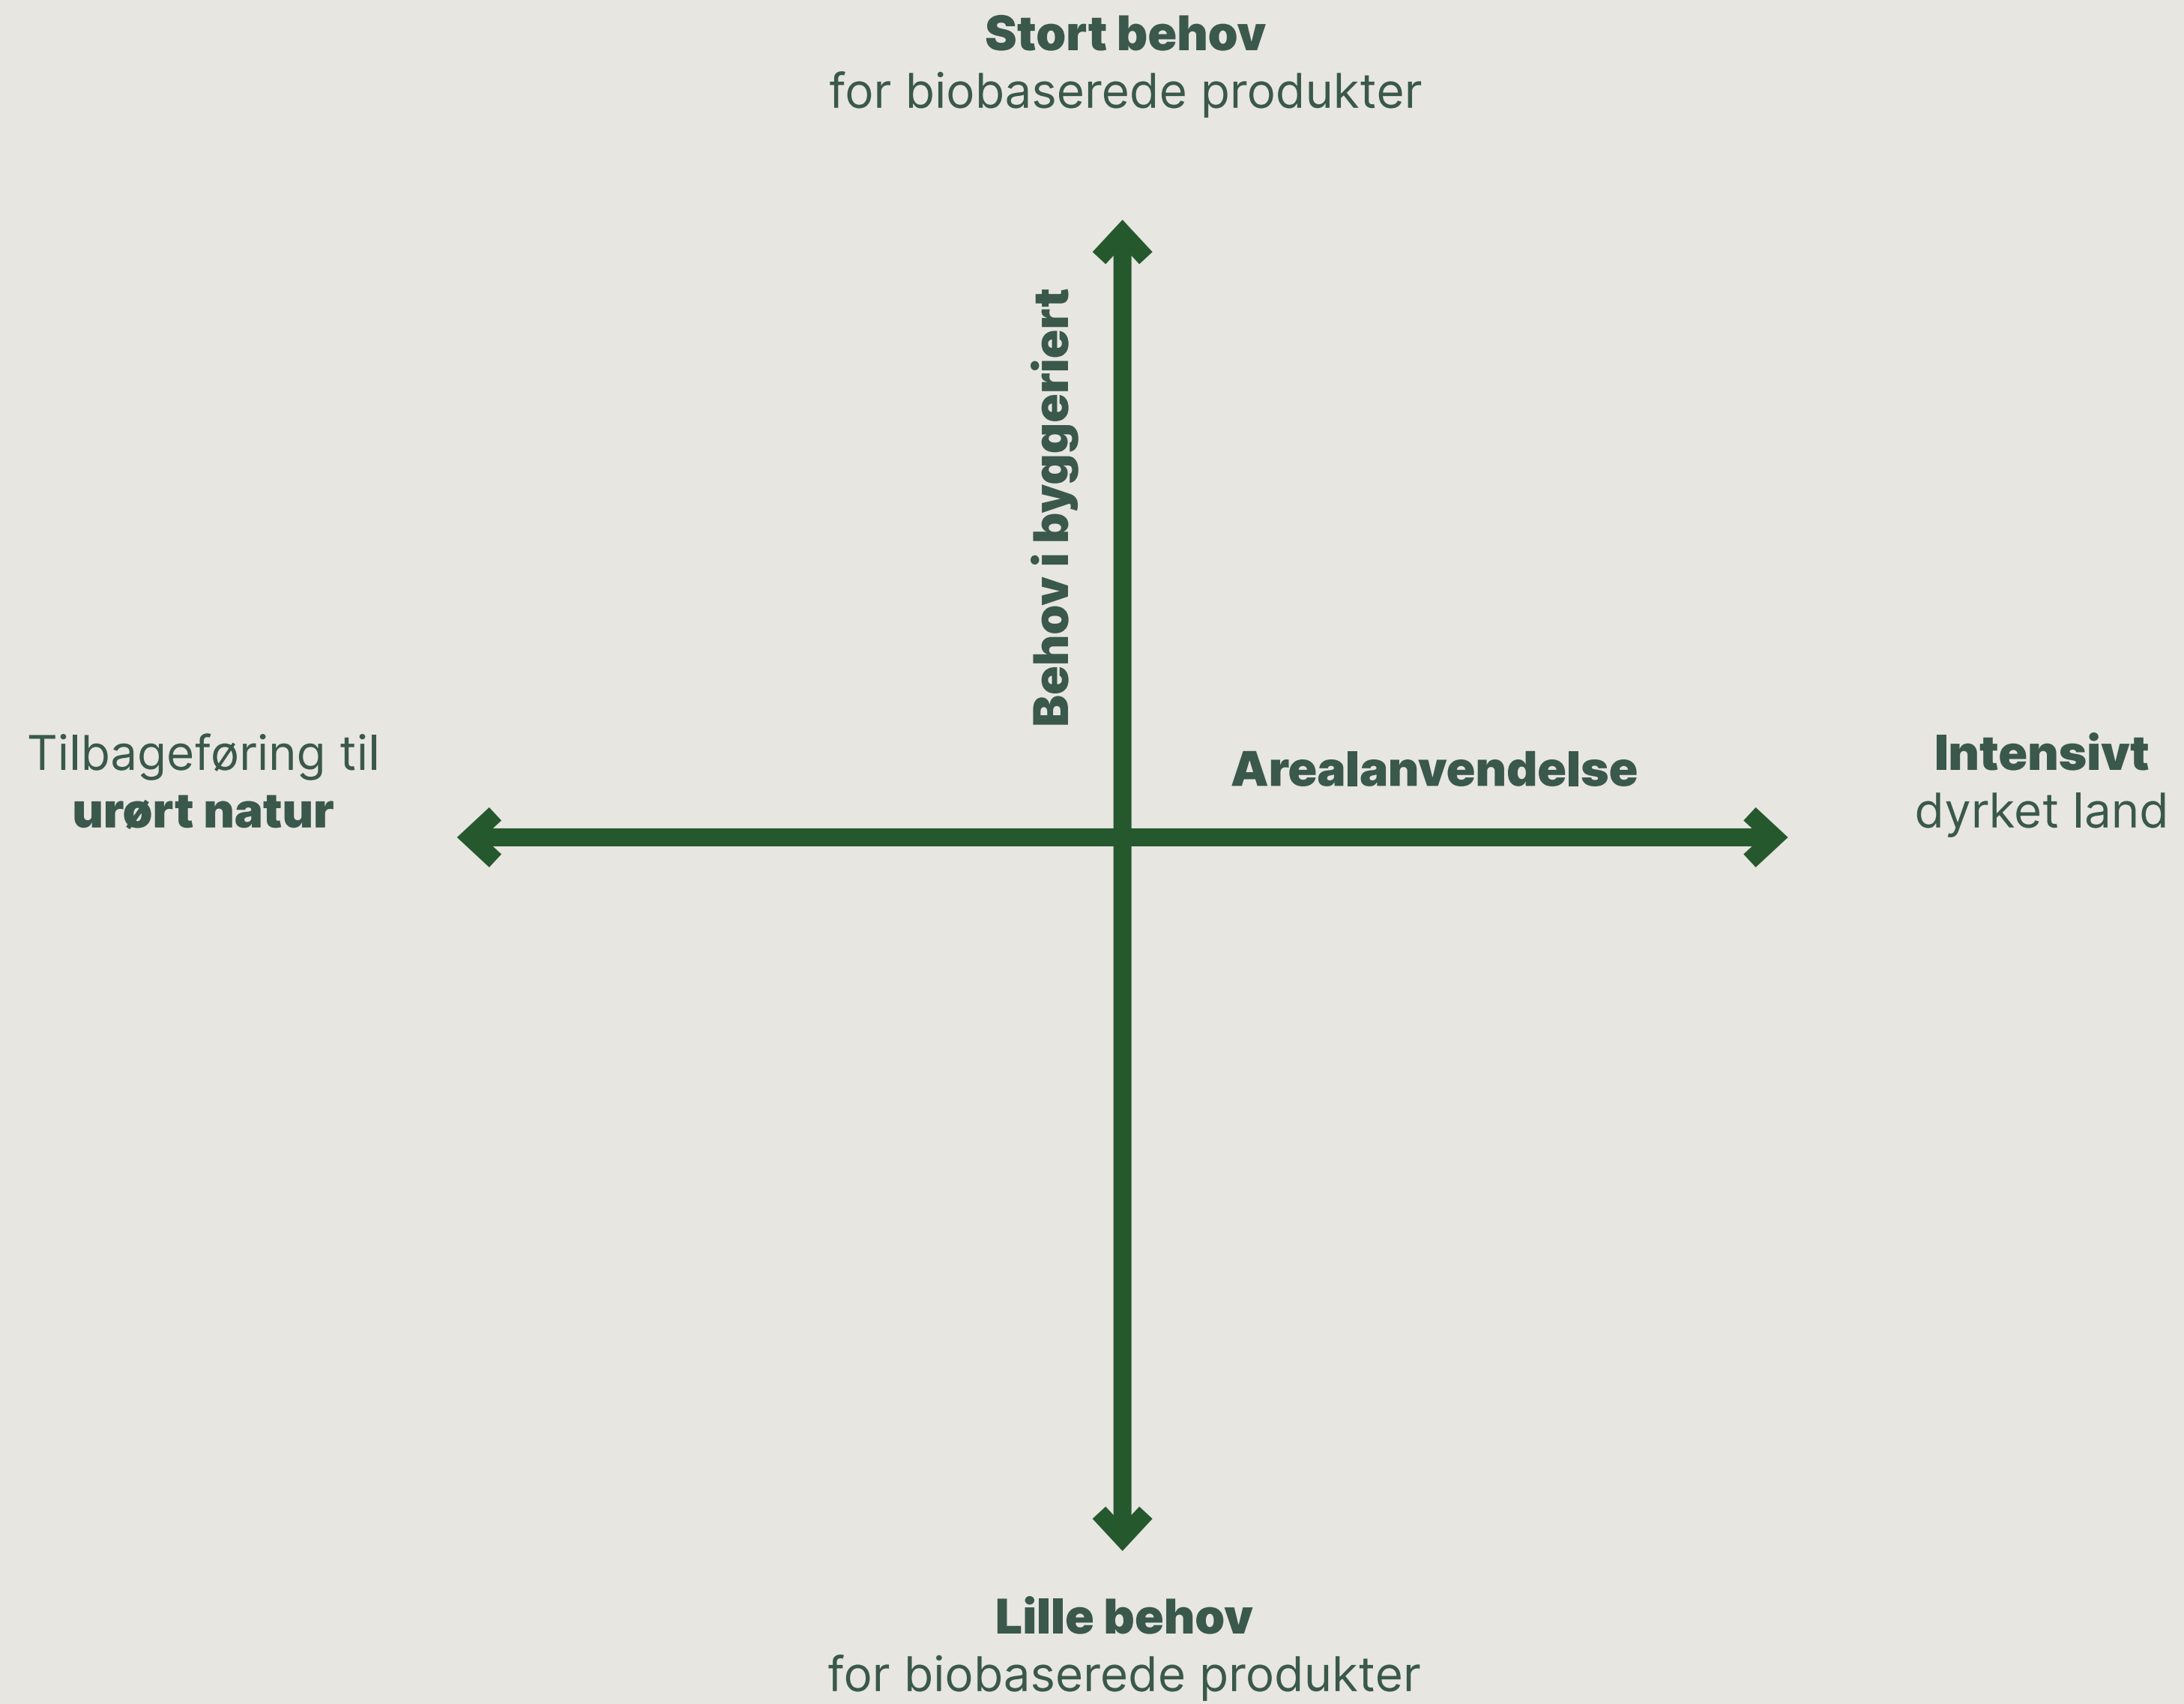 Stort behov
for biobaserede produkter
Behov i byggeriert
Tilbageføring til
urørt natur
Arealanvendelse
Intensivt
dyrket land
Lille behov
for biobaserede produkter